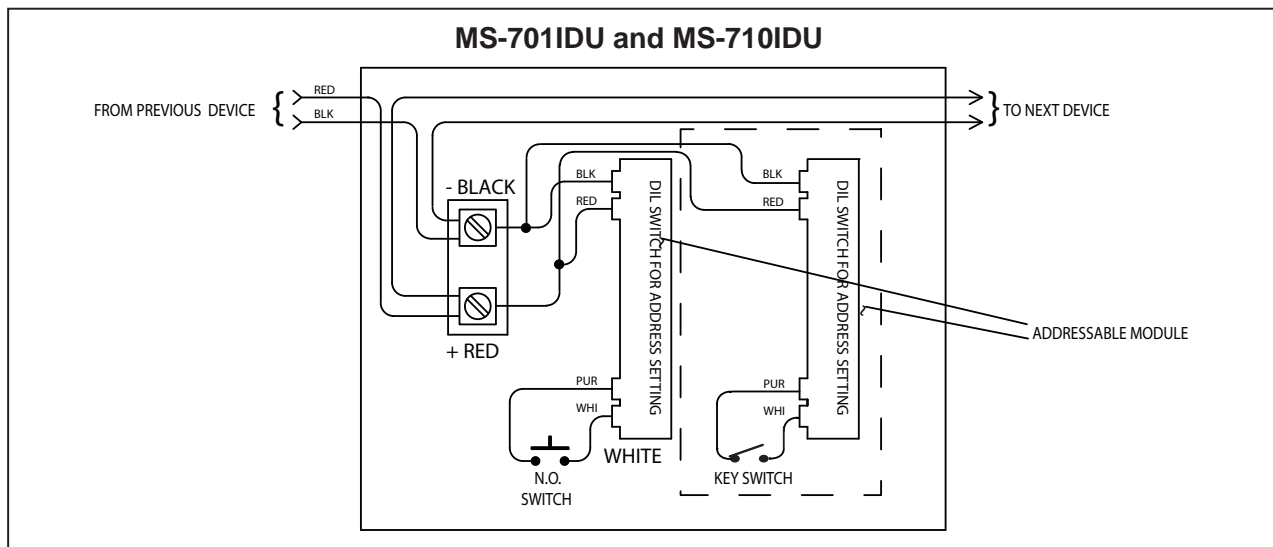 MS-701IDU and MS-710IDU
FROM PREVIOUS DEVICE
RED
BLK
TO NEXT DEVICE
- BLACK
+ RED
BLK
RED
DIL SWITCH FOR ADDRESS SETTING
PUR
WHI
WHITE
N.O.
SWITCH
BLK
RED
DIL SWITCH FOR ADDRESS SETTING
PUR
WHI
KEY SWITCH
ADDRESSABLE MODULE